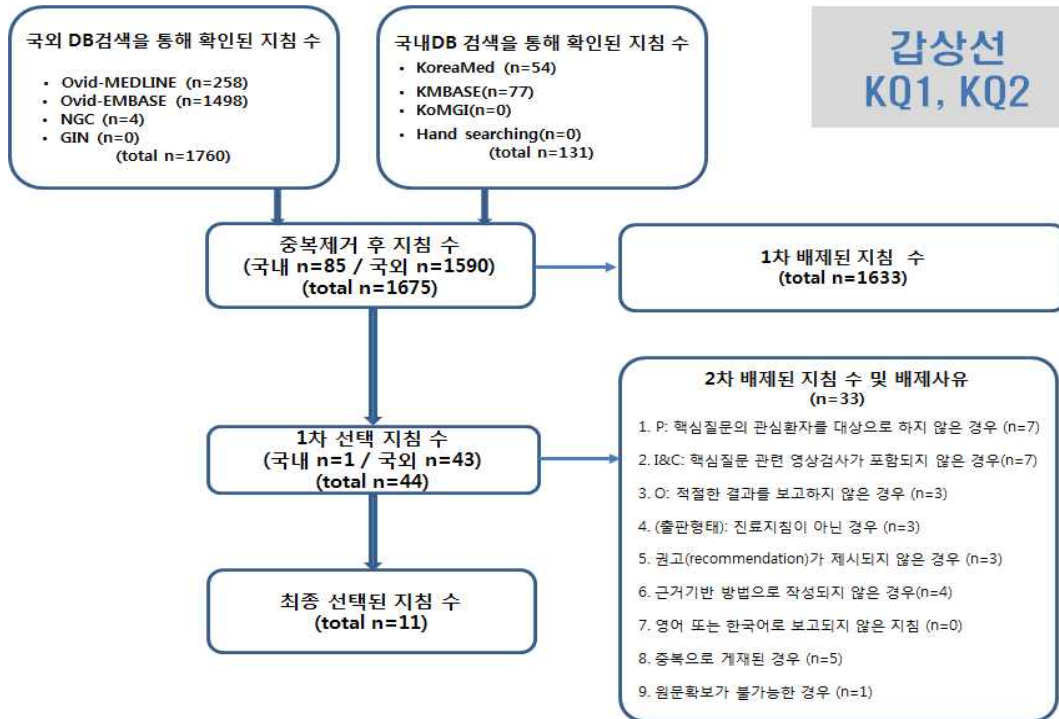 국외 DB검색을 통해 확인된 지침 수
• Ovid-MEDLINE (n=258)
• Ovid-EMBASE (n=1498)
• NGC (n=4)
• GIN (n=0)
(total n=1760)
국내DB 검색을 통해 확인된 지침 수
• KoreaMed (n=54)
• KMBASE(n=77)
• KoMGI(n=0)
• Hand searching(n=0)
(total n=131)
갑상선
KQ1, KQ2
중복제거 후 지침 수
(국내 n=85 / 국외 n=1590)
(total n=1675)
1차 배제된 지침 수
(total n=1633)
1차 선택 지침 수
(국내 n=1 / 국외 n=43)
(total n=44)
2차 배제된 지침 수 및 배제사유
(n=33)
1. P: 핵심질문의 관심환자를 대상으로 하지 않은 경우 (n=7)
2. I&C: 핵심질문 관련 영상검사가 포함되지 않은 경우(n=7)
3. O: 적절한 결과를 보고하지 않은 경우 (n=3)
4. (출판형태): 진료지침이 아닌 경우 (n=3)
5. 권고(recommendation)가 제시되지 않은 경우 (n=3)
6. 근거기반 방법으로 작성되지 않은 경우(n=4)
7. 영어 또는 한국어로 보고되지 않은 지침 (n=0)
8. 중복으로 게재된 경우 (n=5)
9. 원문확보가 불가능한 경우 (n=1)
최종 선택된 지침 수
(total n=11)